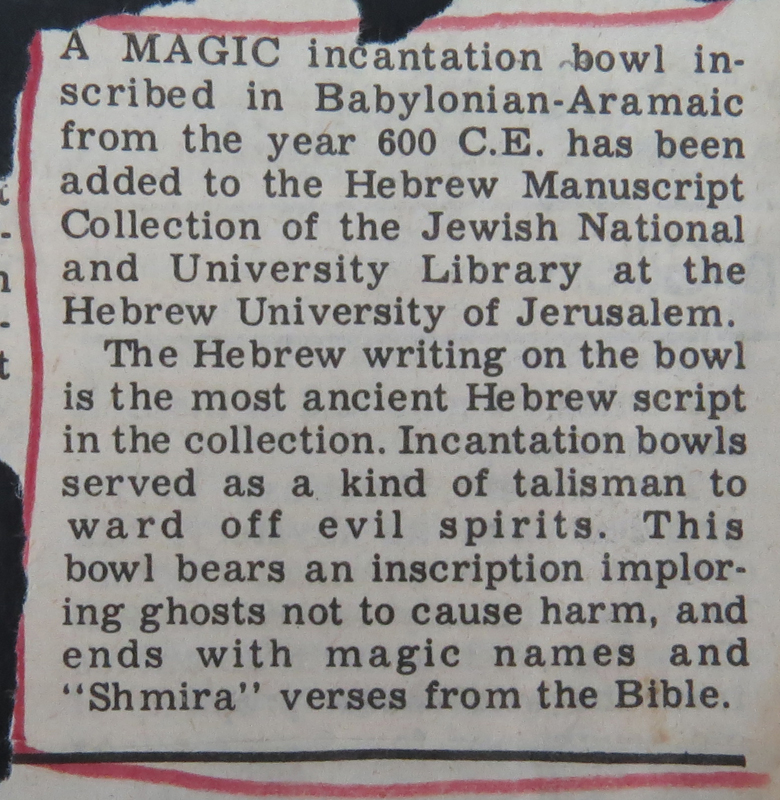 A MAGIC incantation bowl in-
scribed in Babylonian-Aramaic
from the year 600 C.E. has been
added to the Hebrew Manuscript
Collection of the Jewish National
and University Library at the
Hebrew University of Jerusalem.
The Hebrew writing on the bowl
is the most ancient Hebrew script
in the collection. Incantation bowls
served as a kind of talisman to
ward off evil spirits. This
bowl bears an inscription implor-
ing ghosts not to cause harm, and
ends with magic names and
"Shmira" verses from the Bible.